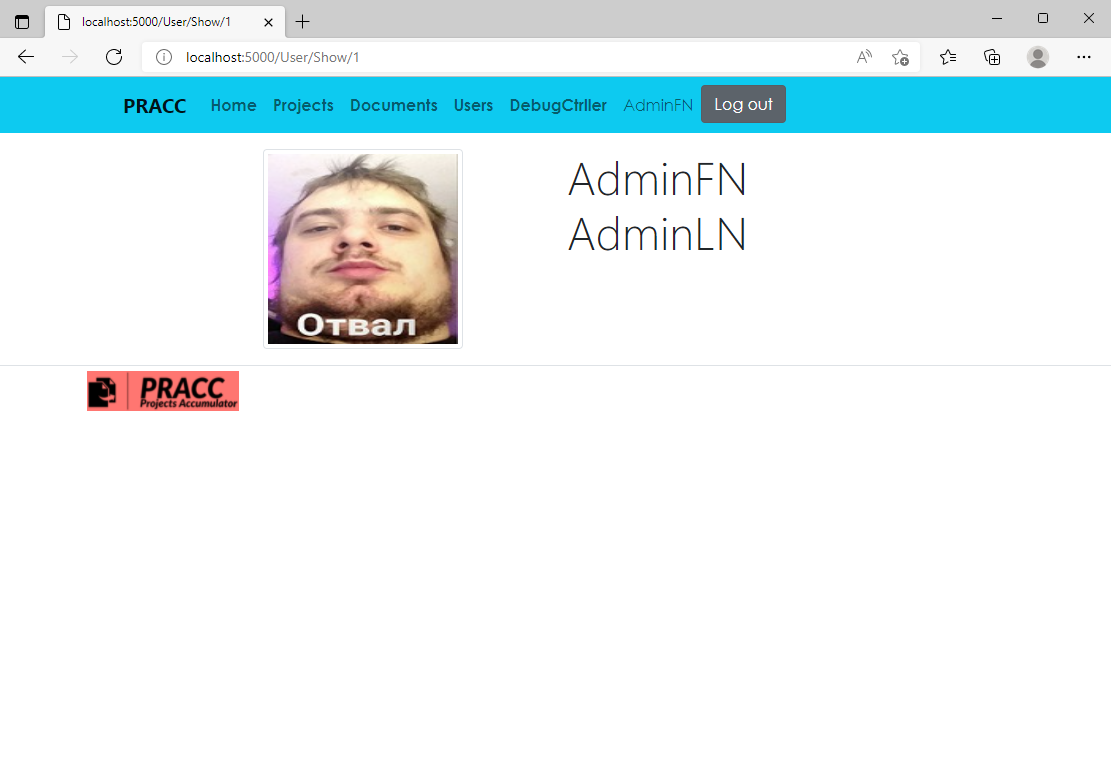 localhost:5000/User/Show/1
localhost:5000/User/Show/1
PRACC Home Projects Documents Users DebugCtrller AdminFN Log out
AdminFN
AdminLN
Отвал
PRACC
Projects Accumulator